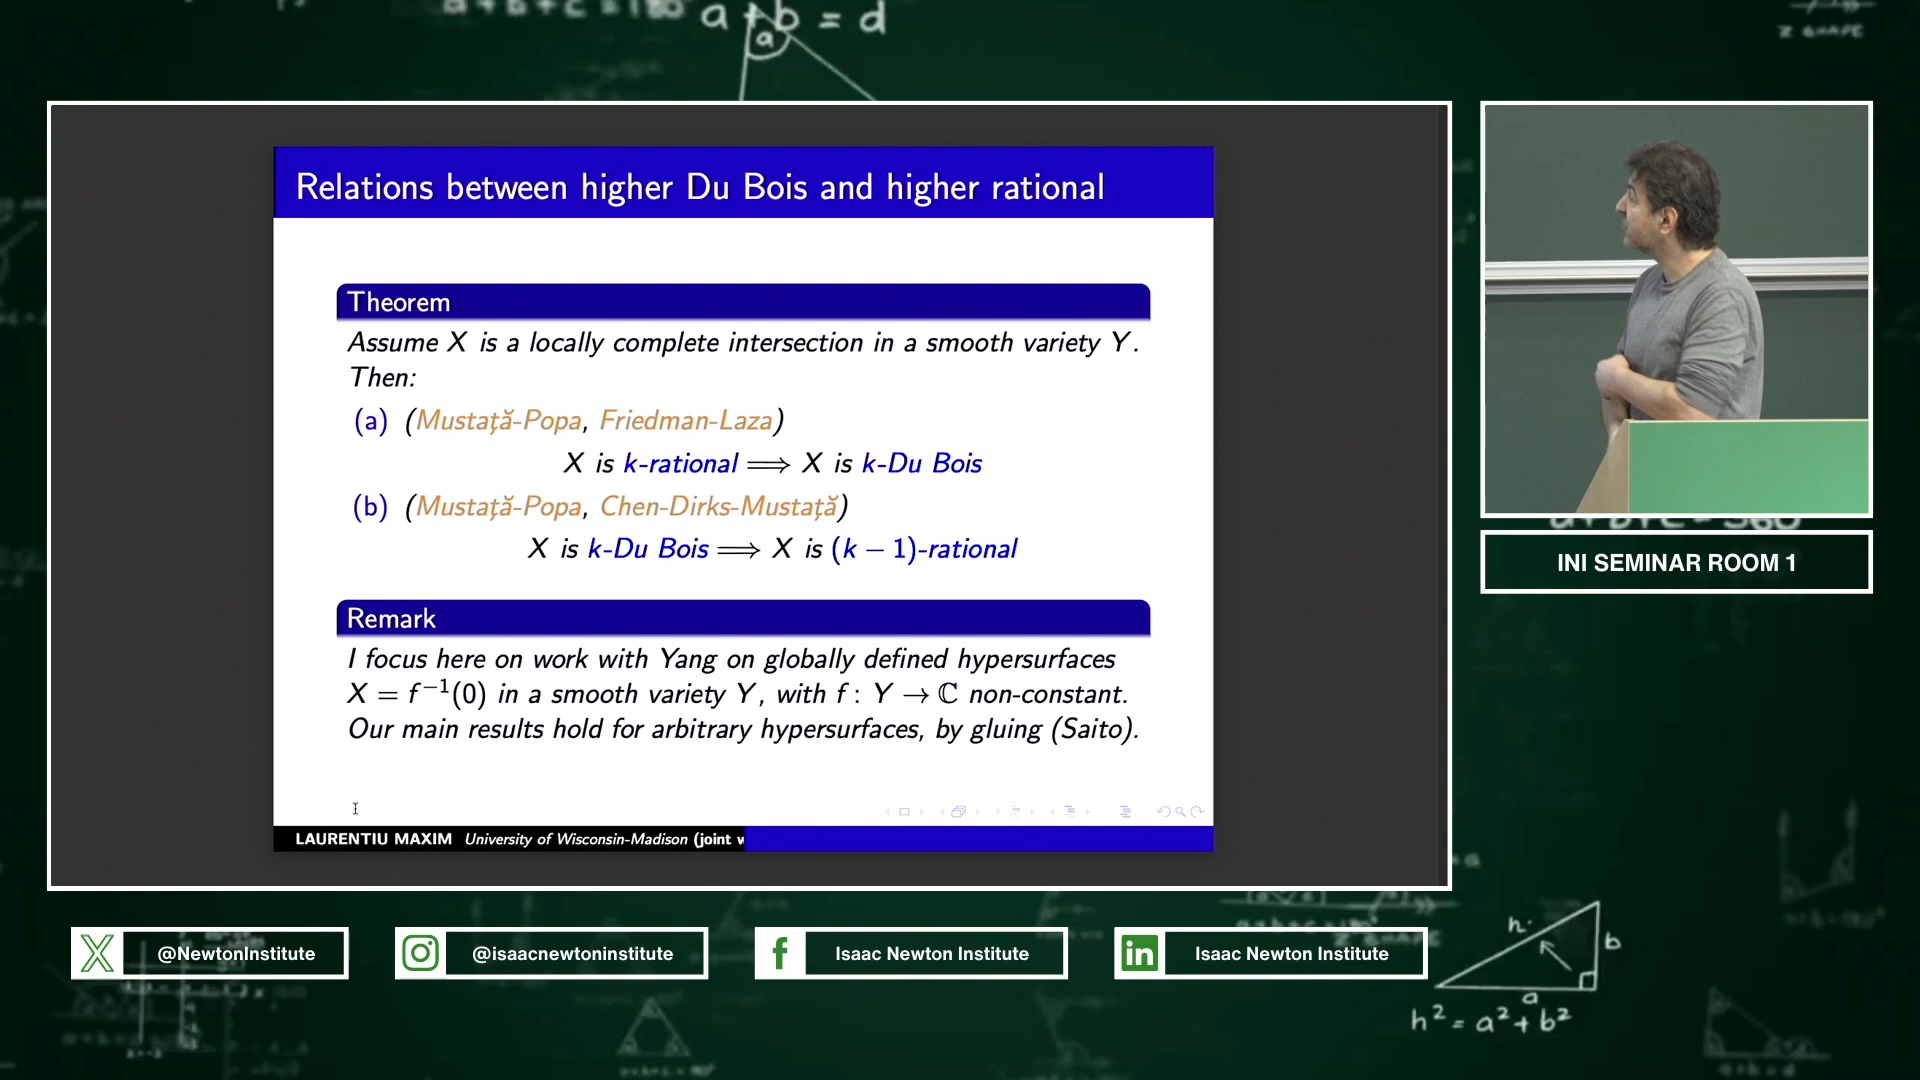 a + b = d
a
Z SHAPE
Relations between higher Du Bois and higher rational
Theorem
Assume X is a locally complete intersection in a smooth variety Y.
Then:
(a) (Mustaţă-Popa, Friedman-Laza)
X is k-rational ⟹ X is k-Du Bois
(b) (Mustaţă-Popa, Chen-Dirks-Mustaţă)
X is k-Du Bois ⟹ X is (k − 1)-rational
Remark
I focus here on work with Yang on globally defined hypersurfaces
X = f⁻¹(0) in a smooth variety Y, with f : Y → ℂ non-constant.
Our main results hold for arbitrary hypersurfaces, by gluing (Saito).
LAURENTIU MAXIM University of Wisconsin-Madison (joint w
INI SEMINAR ROOM 1
@NewtonInstitute
@isaacnewtoninstitute
f
Isaac Newton Institute
in
Isaac Newton Institute
h
b
a
h² = a² + b²